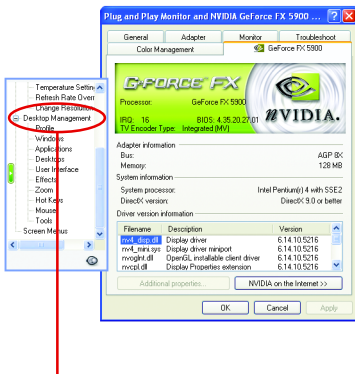 Plug and Play Monitor and NVIDIA GeForce FX 5900 ...
General Adapter Monitor Troubleshoot
Color Management GeForce FX 5900
GEFORCE FX
Processor: GeForce FX 5900
IRQ: 16 BIOS: 4.35.20.27.01
TV Encoder Type: Integrated (MV)
NVIDIA.
Adapter information
Bus: AGP 8X
Memory: 128 MB
System information
System processor: Intel Pentium(r) 4 with SSE2
DirectX version: DirectX 9.0 or better
Driver version information
Filename Description Version
nv4_disp.dll Display driver 6.14.10.5216
nv4_mini.sys Display driver miniport 6.14.10.5216
nvoglnt.dll OpenGL installable client driver 6.14.10.5216
nvcpl.dll Display Properties extension 6.14.10.5216
Additional properties... NVIDIA on the Internet >>
OK Cancel Apply
Temperature Setting
Refresh Rate Overr
Change Resolution
Desktop Management
Profile
Windows
Applications
Desktops
User Interface
Effects
Zoom
Hot Keys
Mouse
Tools
Screen Menus